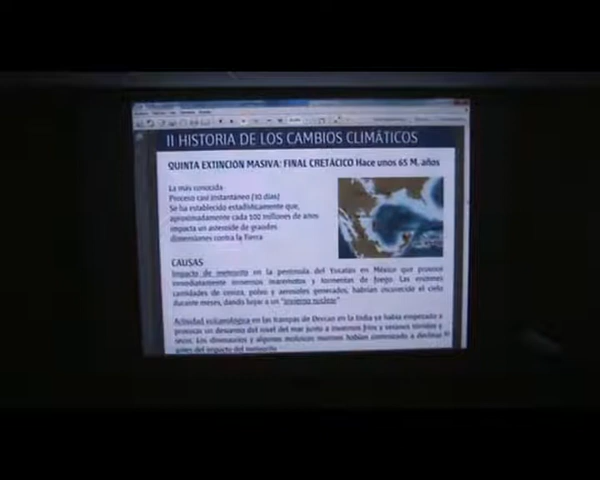 II HISTORIA DE LOS CAMBIOS CLIMÁTICOS
QUINTA EXTINCIÓN MASIVA: FINAL CRETÁCICO Hace unos 65 M. años
La más conocida
Proceso casi instantáneo (30 días)
Se ha establecido estadísticamente que,
aproximadamente cada 100 millones de años
impacta un asteroide de grandes
dimensiones contra la Tierra
CAUSAS
Impacto de meteorito en la península del Yucatán en México que provocó
inmediatamente inmensos maremotos y tormentas de fuego. Las enormes
cantidades de ceniza, polvo y aerosoles generados, habrían oscurecido el cielo
durante meses, dando lugar a un "invierno nuclear"
Actividad vulcanológica en las trampas de Deccan en la India ya había empezado a
provocar un descenso del nivel del mar junto a inviernos fríos y veranos tórridos y
secos. Los dinosaurios y algunos moluscos marinos habían comenzado a declinar
antes del impacto del meteorito